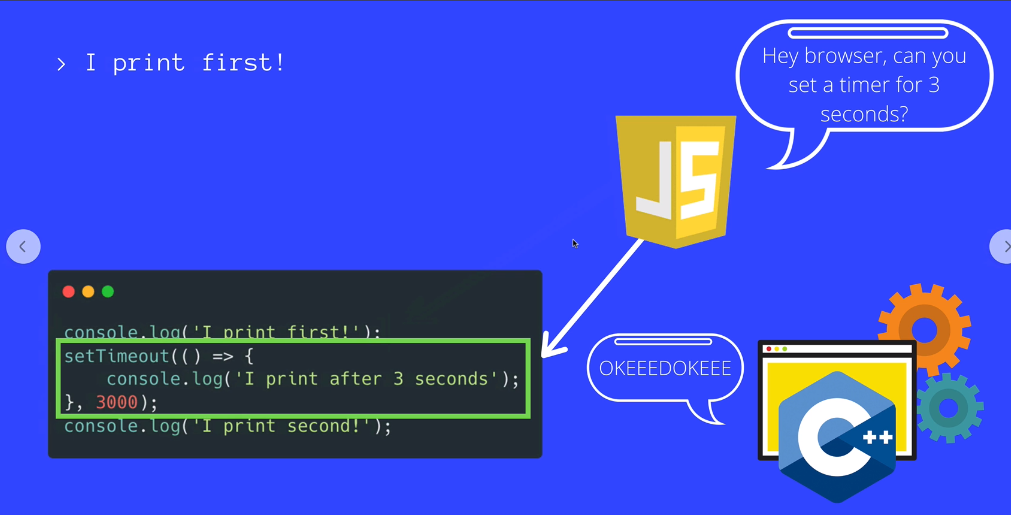 > I print first!
Hey browser, can you
set a timer for 3
seconds?
JS
console.log('I print first!');
setTimeout(() => {
    console.log('I print after 3 seconds');
}, 3000);
console.log('I print second!');
OKEEEDOKEEE
C++